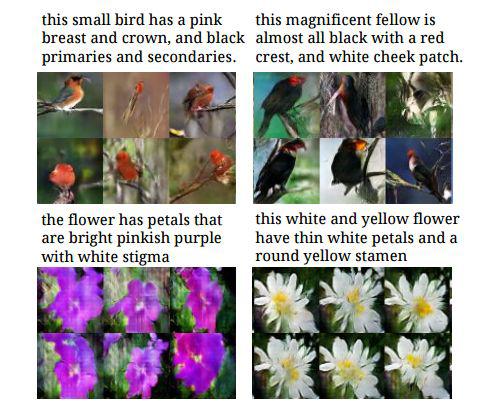 this small bird has a pink
breast and crown, and black
primaries and secondaries.
this magnificent fellow is
almost all black with a red
crest, and white cheek patch.
the flower has petals that
are bright pinkish purple
with white stigma
this white and yellow flower
have thin white petals and a
round yellow stamen